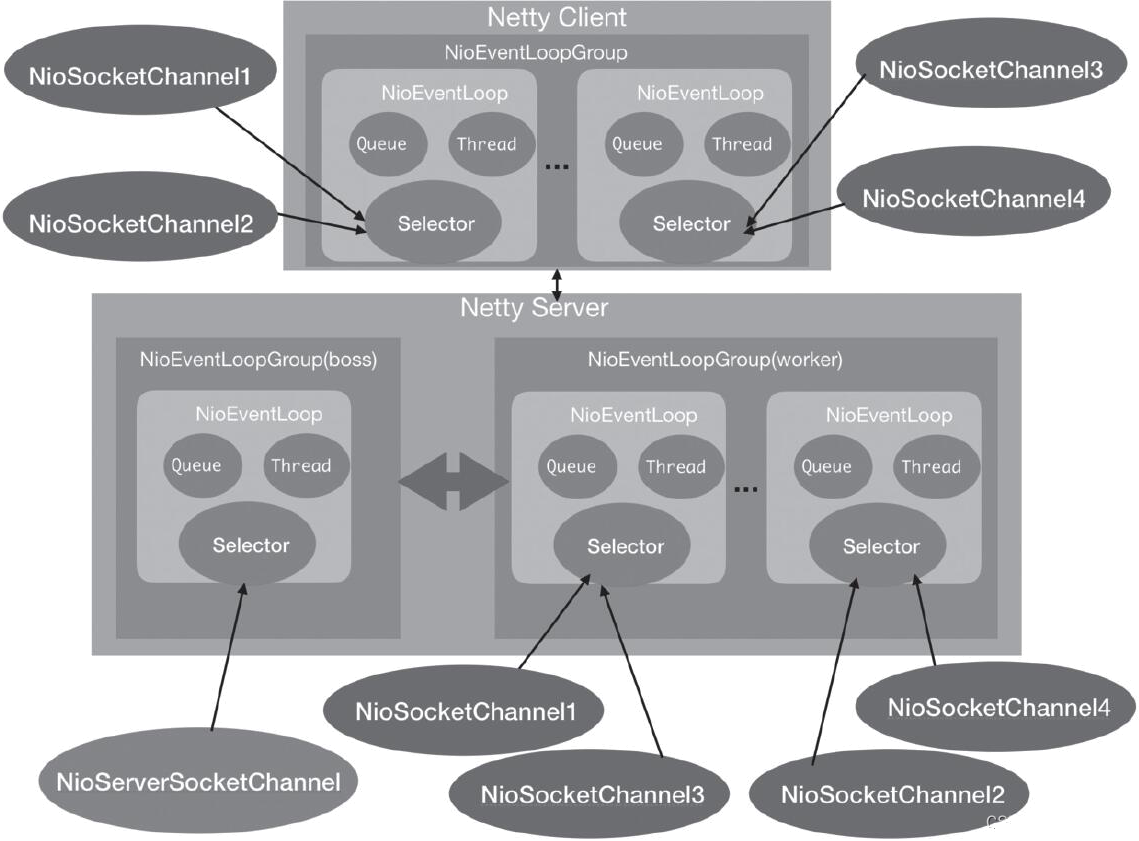 Netty Client
NioEventLoopGroup
NioSocketChannel1
NioSocketChannel3
NioEventLoop
NioEventLoop
Queue
Thread
...
Queue
Thread
NioSocketChannel2
NioSocketChannel4
Selector
Selector
Netty Server
NioEventLoopGroup(boss)
NioEventLoopGroup(worker)
NioEventLoop
NioEventLoop
NioEventLoop
Queue
Thread
Queue
Thread
...
Queue
Thread
Selector
Selector
Selector
NioSocketChannel1
NioSocketChannel4
NioServerSocketChannel
NioSocketChannel3
NioSocketChannel2